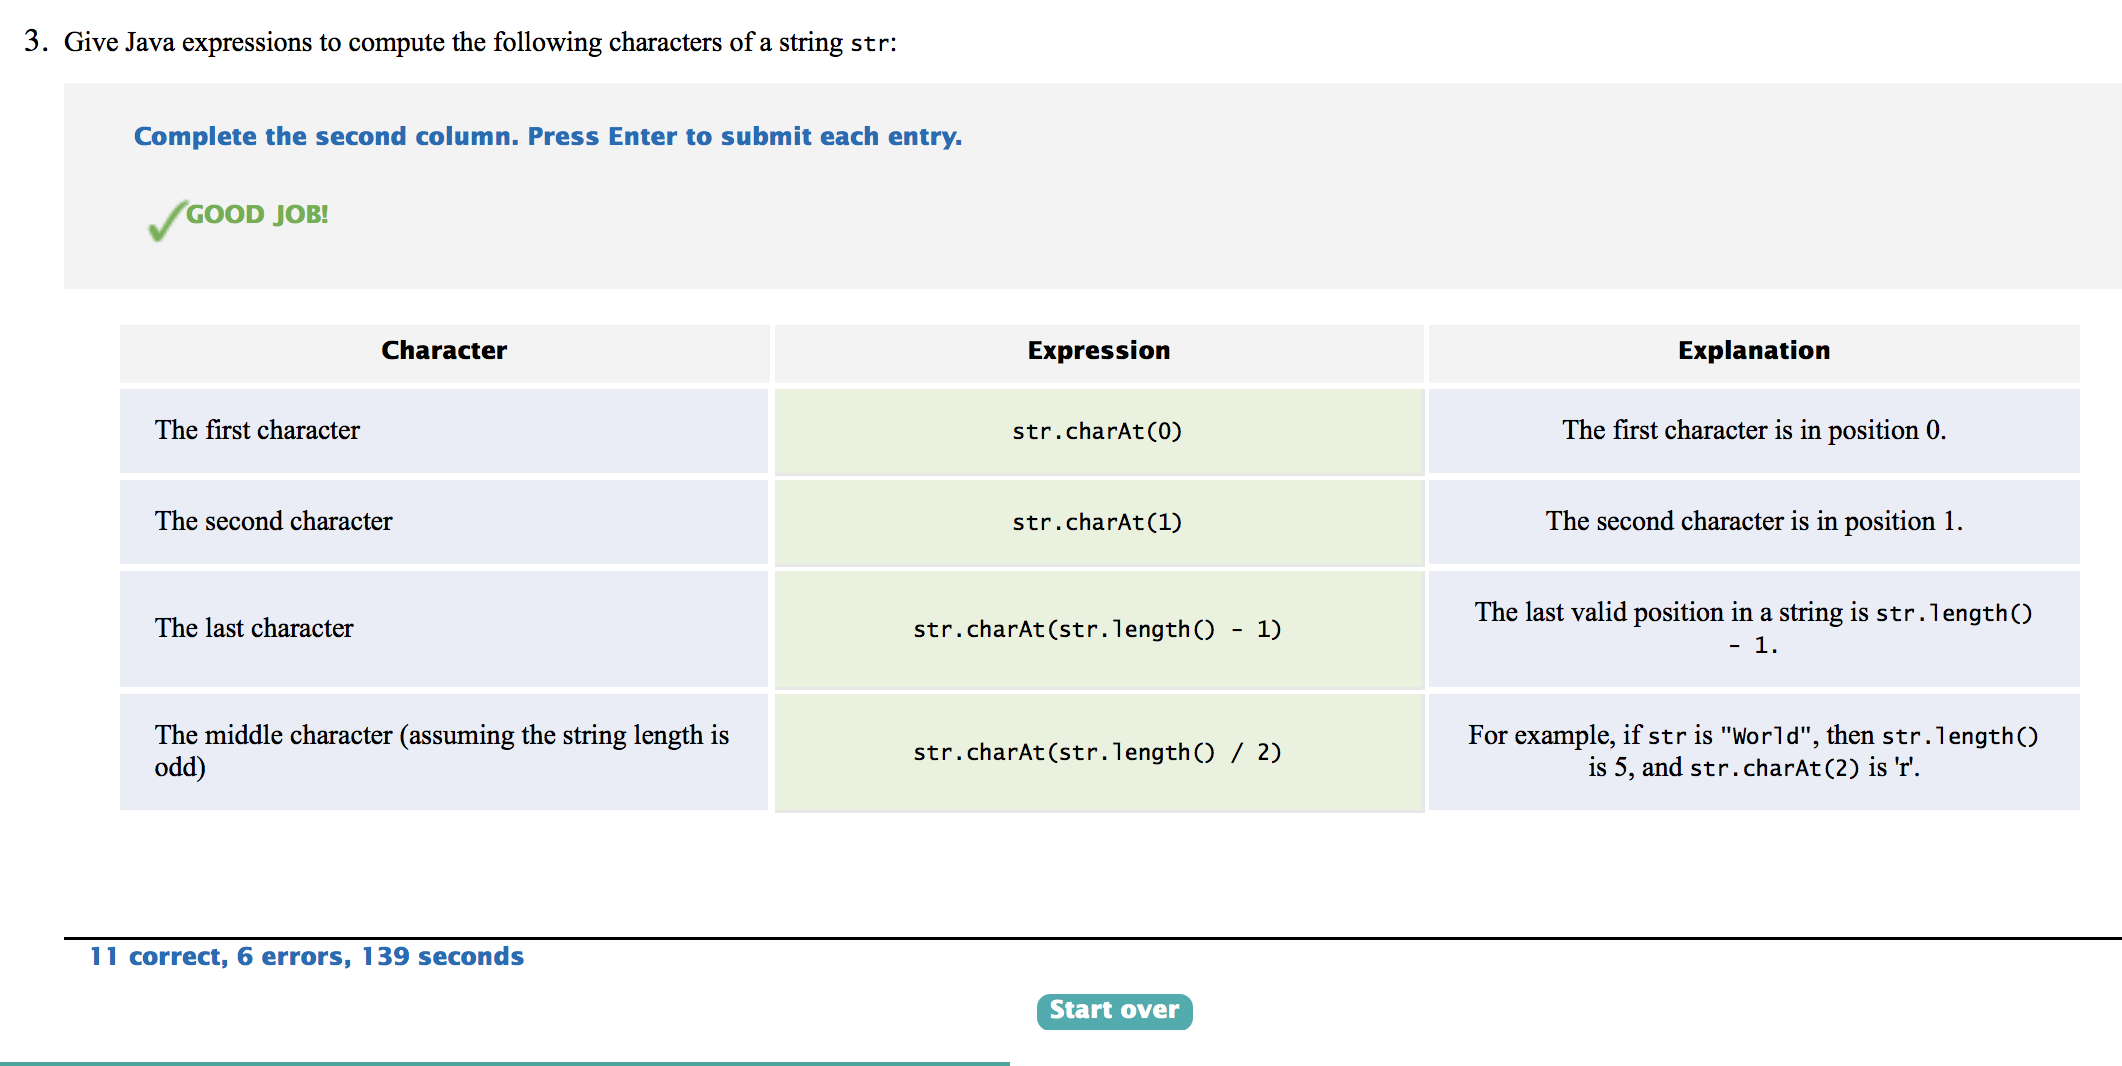 3. Give Java expressions to compute the following characters of a string str:
Complete the second column. Press Enter to submit each entry.
GOOD JOB!
Character Expression Explanation
The first character str.charAt(0) The first character is in position 0.
The second character str.charAt(1) The second character is in position 1.
The last character str.charAt(str.length() - 1) The last valid position in a string is str.length()
- 1.
The middle character (assuming the string length is
odd) str.charAt(str.length() / 2) For example, if str is "World", then str.length()
is 5, and str.charAt(2) is 'r'.
11 correct, 6 errors, 139 seconds
Start over